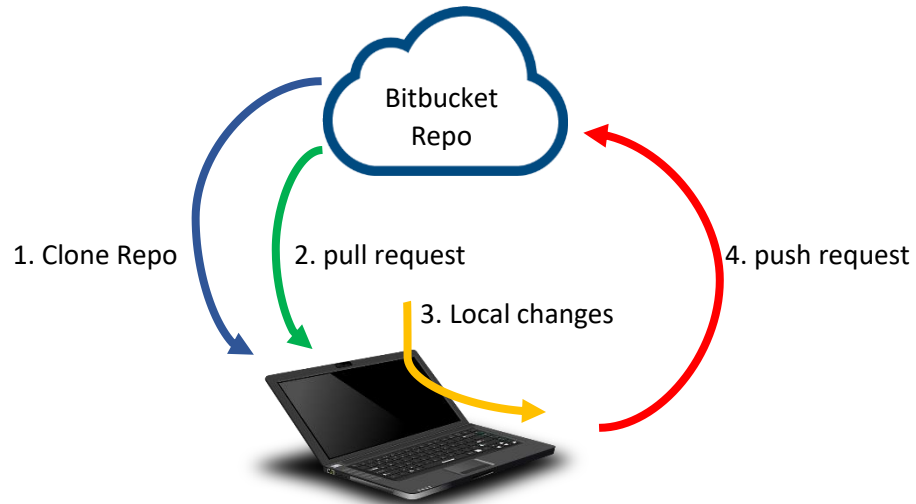 Bitbucket
Repo
1. Clone Repo
2. pull request
4. push request
3. Local changes